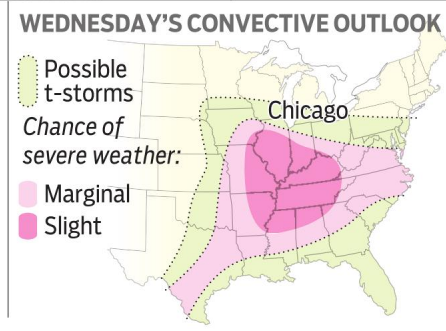 WEDNESDAY'S CONVECTIVE OUTLOOK
Possible
t-storms
Chance of
severe weather:
Marginal
Slight
Chicago